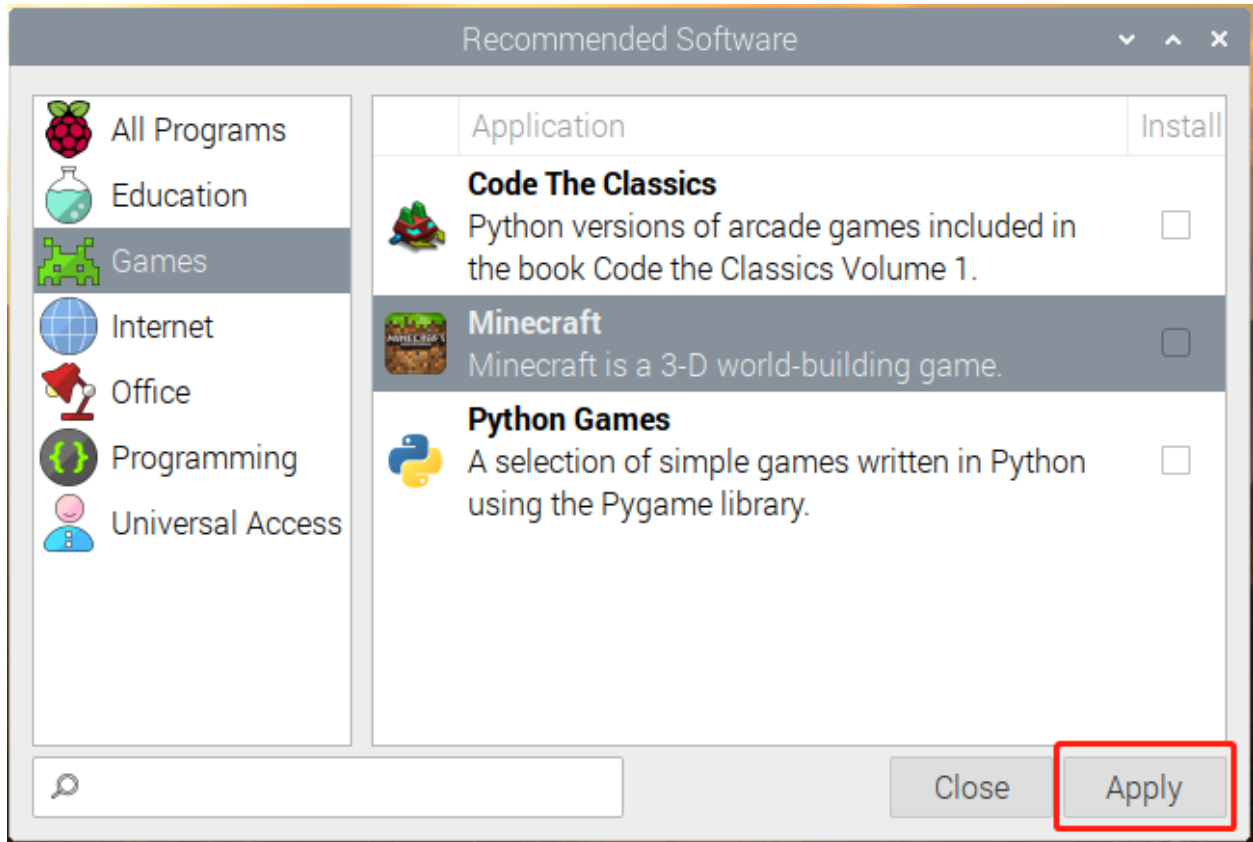 Recommended Software
All Programs
Education
Games
Internet
Office
Programming
Universal Access
Application
Install
Code The Classics
Python versions of arcade games included in
the book Code the Classics Volume 1.
MINECRAFT
Minecraft
Minecraft is a 3-D world-building game.
Python Games
A selection of simple games written in Python
using the Pygame library.
Close
Apply